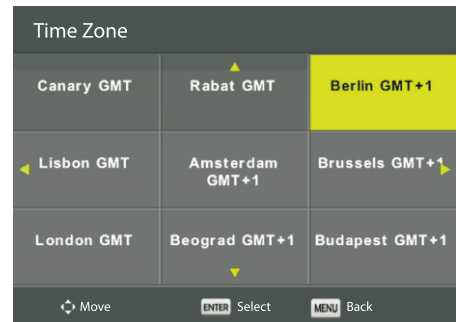 Time Zone
Canary GMT
Rabat GMT
Berlin GMT+1
Lisbon GMT
Amsterdam
GMT+1
Brussels GMT+1
London GMT
Beograd GMT+1
Budapest GMT+1
Move
ENTER Select
MENU Back